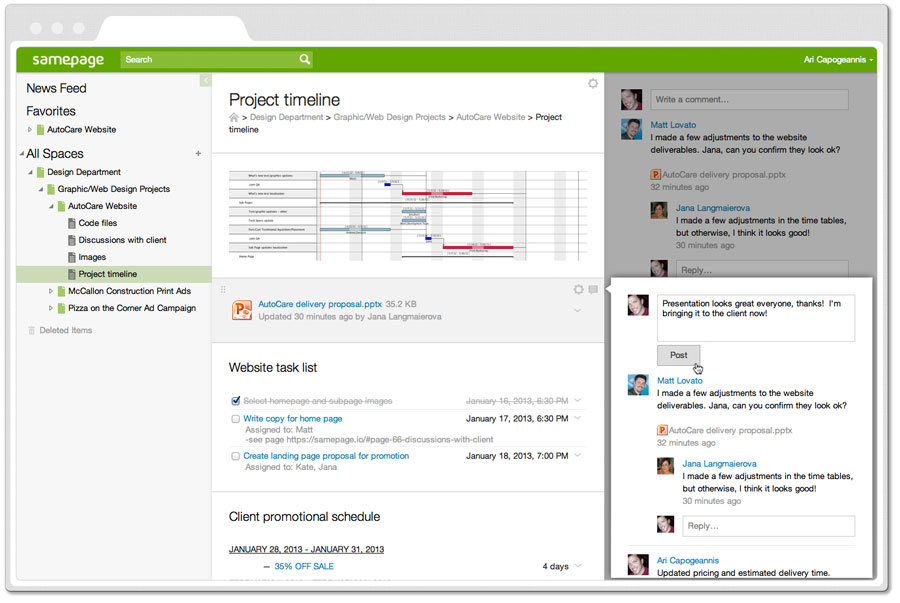 samepage
Search
Ari Capogeannis
News Feed
Favorites
AutoCare Website
All Spaces
+
Design Department
Graphic/Web Design Projects
AutoCare Website
Code files
Discussions with client
Images
Project timeline
McCallon Construction Print Ads
Pizza on the Corner Ad Campaign
Deleted Items
Project timeline
> Design Department > Graphic/Web Design Projects > AutoCare Website > Project
timeline
AutoCare delivery proposal.pptx 35.2 KB
Updated 30 minutes ago by Jana Langmaierova
Website task list
Select homepage and subpage images January 16, 2013, 6:30 PM
Write copy for home page January 17, 2013, 6:30 PM
Assigned to: Matt
-see page https://samepage.io/#page-66-discussions-with-client
Create landing page proposal for promotion January 18, 2013, 7:00 PM
Assigned to: Kate, Jana
Client promotional schedule
JANUARY 28, 2013 - JANUARY 31, 2013
— 35% OFF SALE 4 days
Write a comment...
Matt Lovato
I made a few adjustments to the website
deliverables. Jana, can you confirm they look ok?
AutoCare delivery proposal.pptx
32 minutes ago
Jana Langmaierova
I made a few adjustments in the time tables,
but otherwise, I think it looks good!
30 minutes ago
Reply...
Presentation looks great everyone, thanks! I'm
bringing it to the client now!
Post
Matt Lovato
I made a few adjustments to the website
deliverables. Jana, can you confirm they look ok?
AutoCare delivery proposal.pptx
32 minutes ago
Jana Langmaierova
I made a few adjustments in the time tables,
but otherwise, I think it looks good!
30 minutes ago
Reply...
Ari Capogeannis
Updated pricing and estimated delivery time.